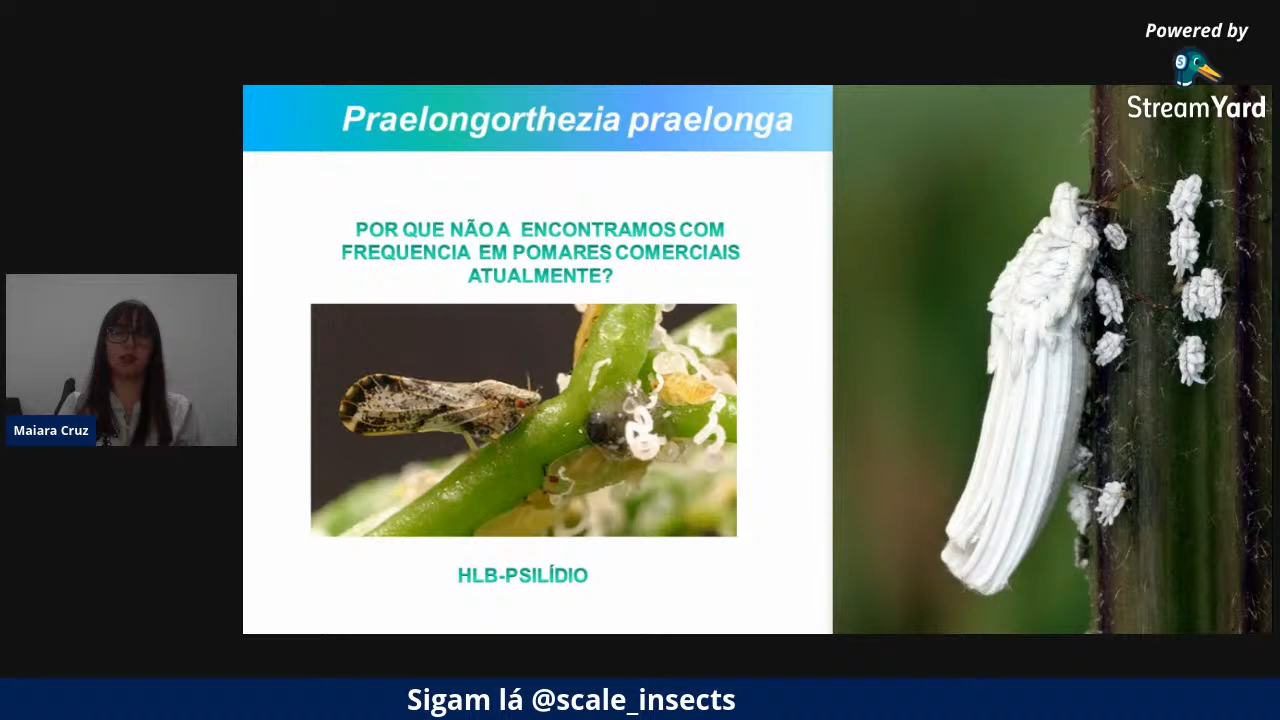 Powered by
StreamYard
Praelongorthezia praelonga
POR QUE NÃO A ENCONTRAMOS COM
FREQUENCIA EM POMARES COMERCIAIS
ATUALMENTE?
HLB-PSILÍDIO
Maiara Cruz
Sigam lá @scale_insects